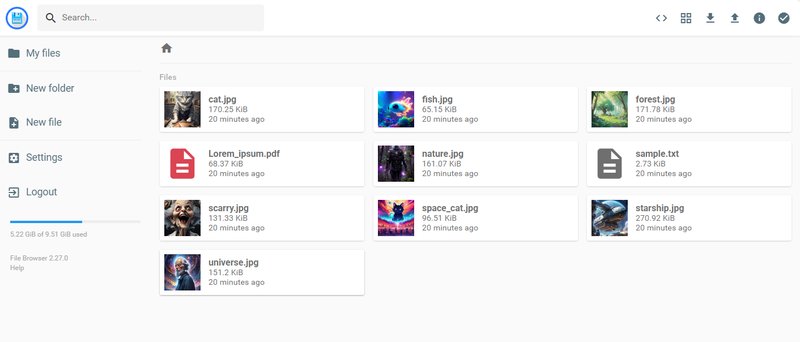 Search...
My files
New folder
New file
Settings
Logout
5.22 GiB of 9.51 GiB used
File Browser 2.27.0
Help
Files
cat.jpg
170.25 KiB
20 minutes ago
fish.jpg
65.15 KiB
20 minutes ago
forest.jpg
171.78 KiB
20 minutes ago
Lorem_ipsum.pdf
68.37 KiB
20 minutes ago
nature.jpg
161.07 KiB
20 minutes ago
sample.txt
2.73 KiB
20 minutes ago
scarry.jpg
131.33 KiB
20 minutes ago
space_cat.jpg
96.51 KiB
20 minutes ago
starship.jpg
270.92 KiB
20 minutes ago
universe.jpg
151.2 KiB
20 minutes ago